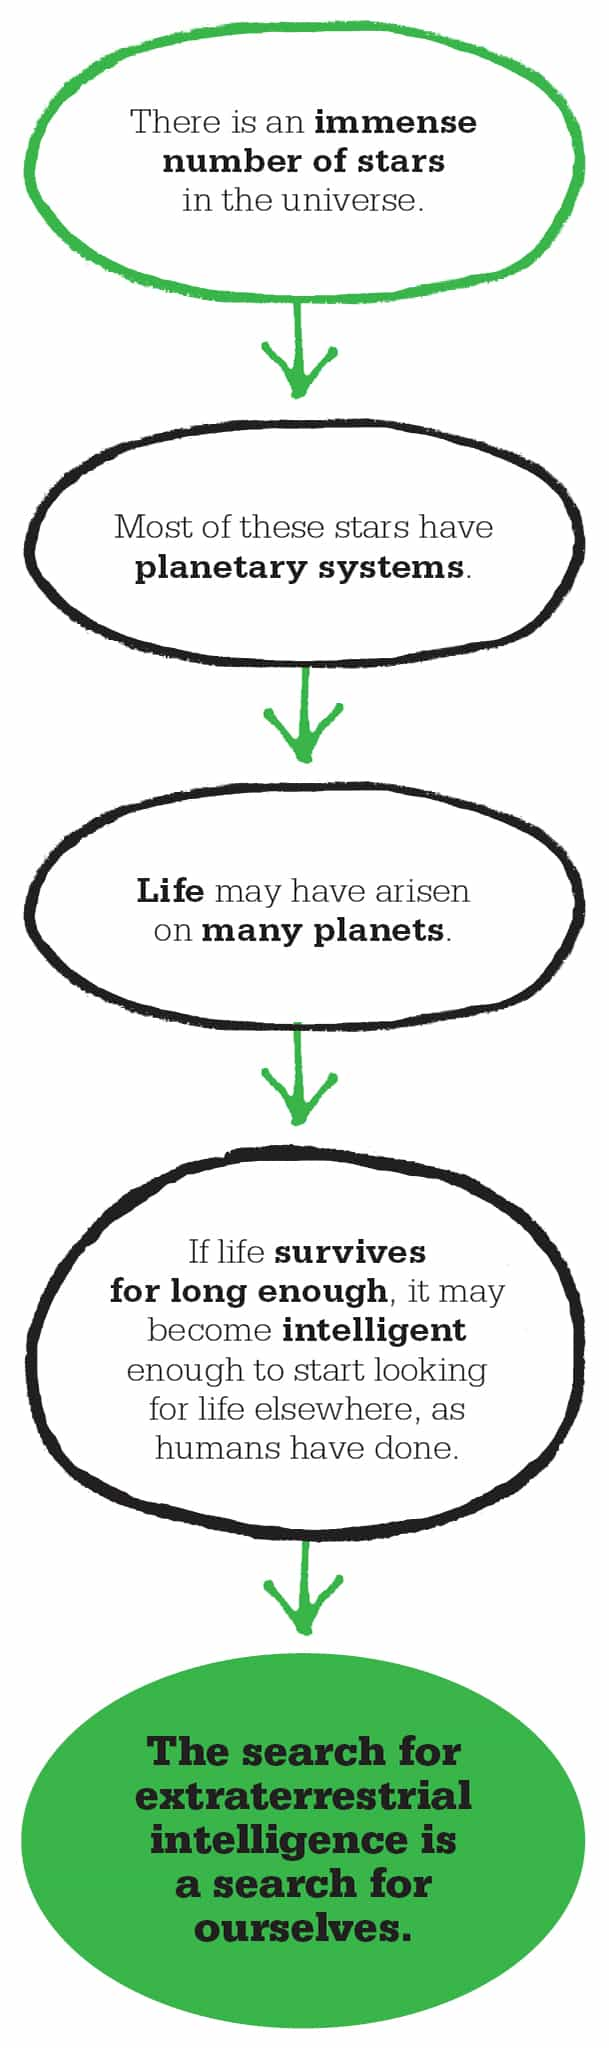 There is an immense
number of stars
in the universe.
Most of these stars have
planetary systems.
Life may have arisen
on many planets.
If life survives
for long enough, it may
become intelligent
enough to start looking
for life elsewhere, as
humans have done.
The search for
extraterrestrial
intelligence is
a search for
ourselves.